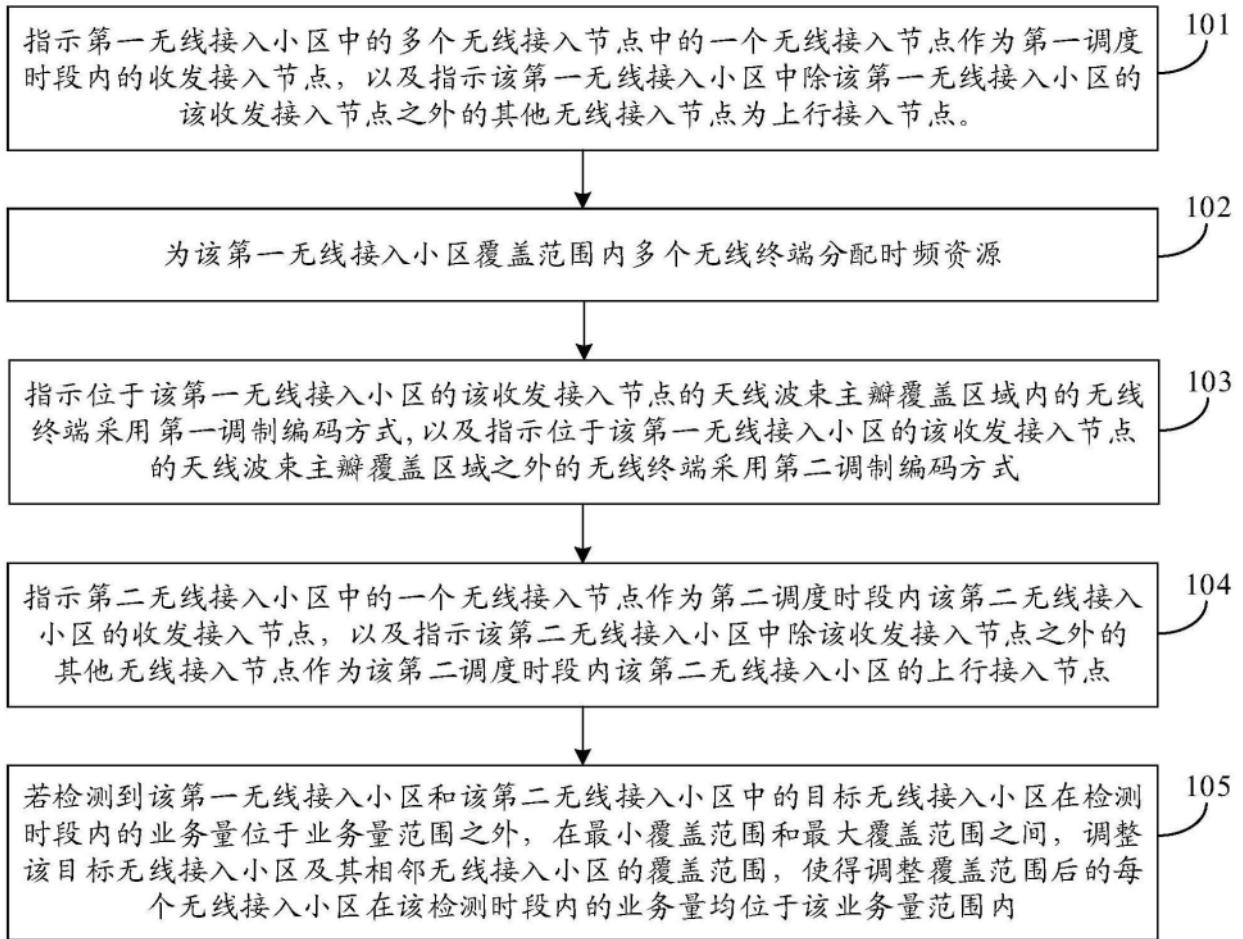 指示第一无线接入小区中的多个无线接入节点中的一个无线接入节点作为第一调度
时段内的收发接入节点，以及指示该第一无线接入小区中除该第一无线接入小区的
该收发接入节点之外的其他无线接入节点为上行接入节点。
101
为该第一无线接入小区覆盖范围内多个无线终端分配时频资源
102
指示位于该第一无线接入小区的该收发接入节点的天线波束主瓣覆盖区域内的无线
终端采用第一调制编码方式,以及指示位于该第一无线接入小区的该收发接入节点
的天线波束主瓣覆盖区域之外的无线终端采用第二调制编码方式
103
指示第二无线接入小区中的一个无线接入节点作为第二调度时段内该第二无线接入
小区的收发接入节点，以及指示该第二无线接入小区中除该收发接入节点之外的
其他无线接入节点作为该第二调度时段内该第二无线接入小区的上行接入节点
104
若检测到该第一无线接入小区和该第二无线接入小区中的目标无线接入小区在检测
时段内的业务量位于业务量范围之外，在最小覆盖范围和最大覆盖范围之间，调整
该目标无线接入小区及其相邻无线接入小区的覆盖范围，使得调整覆盖范围后的每
个无线接入小区在该检测时段内的业务量均位于该业务量范围内
105